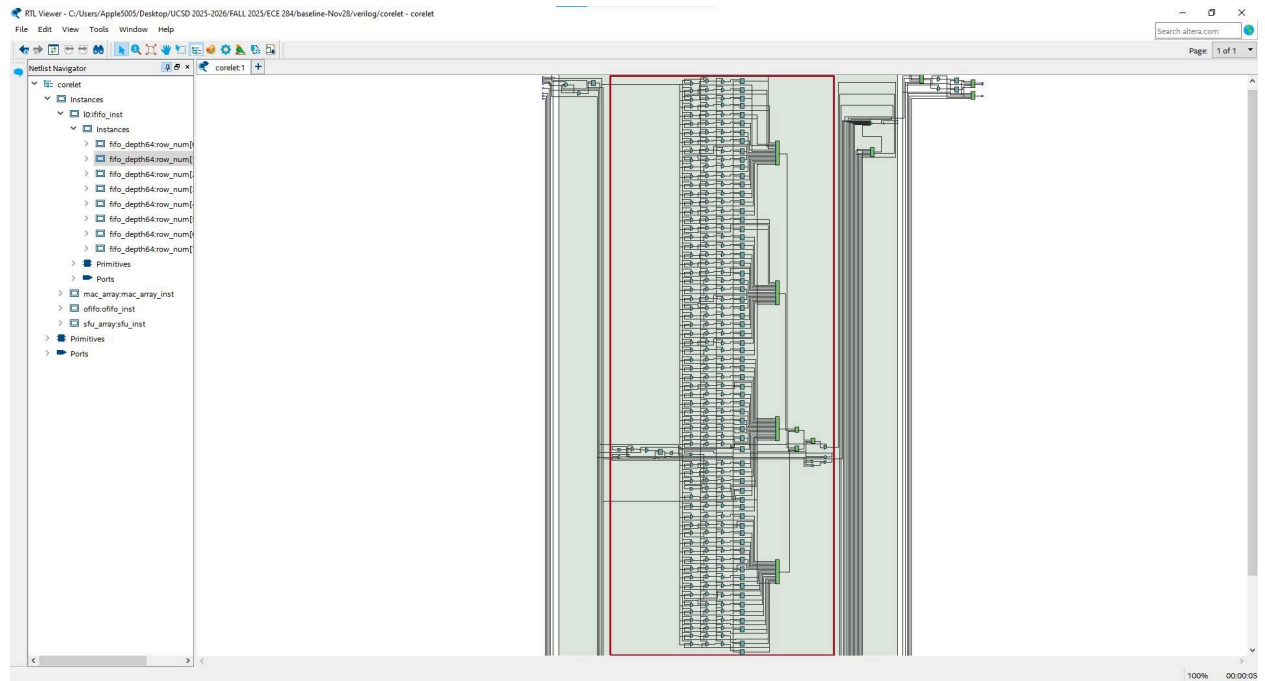 RTL Viewer - C:/Users/Apple5005/Desktop/UCSD 2025-2026/FALL 2025/ECE 284/baseline-Nov28/verilog/corelet - corelet
File Edit View Tools Window Help
Search altera.com
Page: 1 of 1
Netlist Navigator
corelet:1
corelet
Instances
l0:fifo_inst
Instances
fifo_depth64:row_num[
fifo_depth64:row_num[
fifo_depth64:row_num[
fifo_depth64:row_num[
fifo_depth64:row_num[
fifo_depth64:row_num[
fifo_depth64:row_num[
fifo_depth64:row_num[
Primitives
Ports
mac_array:mac_array_inst
ofifo:ofifo_inst
sfu_array:sfu_inst
Primitives
Ports
100% 00:00:05